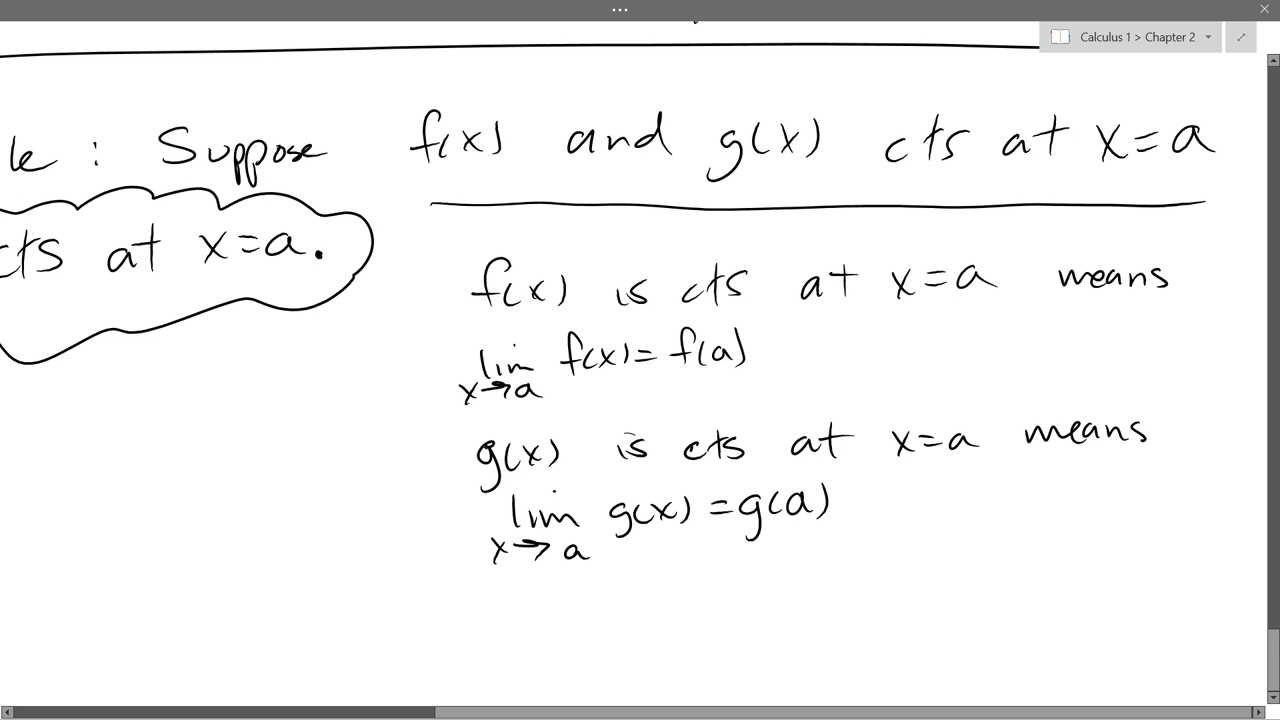 Calculus 1 > Chapter 2
le : Suppose f(x) and g(x) cts at x=a
cts at x=a.
f(x) is cts at x=a means
lim f(x)= f(a)
x→a
g(x) is cts at x=a means
lim g(x) =g(a)
x→a